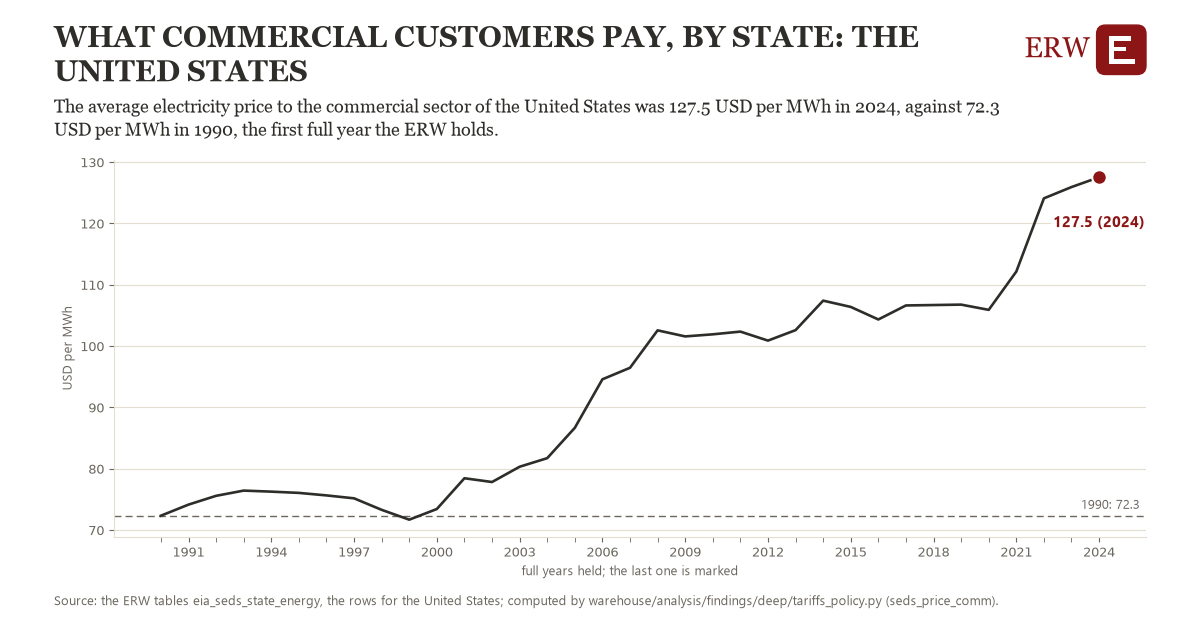 WHAT COMMERCIAL CUSTOMERS PAY, BY STATE: THE
UNITED STATES
ERW E
The average electricity price to the commercial sector of the United States was 127.5 USD per MWh in 2024, against 72.3
USD per MWh in 1990, the first full year the ERW holds.
130
120
110
100
90
80
70
USD per MWh
127.5 (2024)
1990: 72.3
1991 1994 1997 2000 2003 2006 2009 2012 2015 2018 2021 2024
full years held; the last one is marked
Source: the ERW tables eia_seds_state_energy, the rows for the United States; computed by warehouse/analysis/findings/deep/tariffs_policy.py (seds_price_comm).